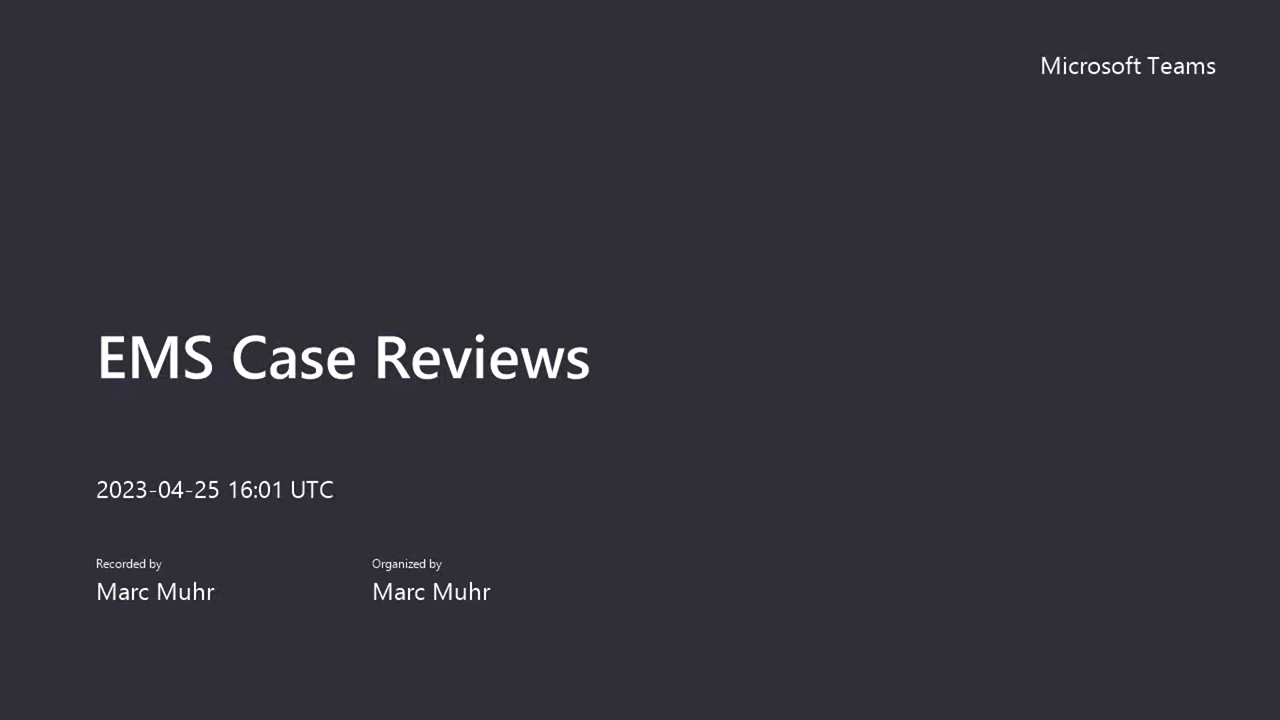 Microsoft Teams
EMS Case Reviews
2023-04-25 16:01 UTC
Recorded by
Marc Muhr
Organized by
Marc Muhr